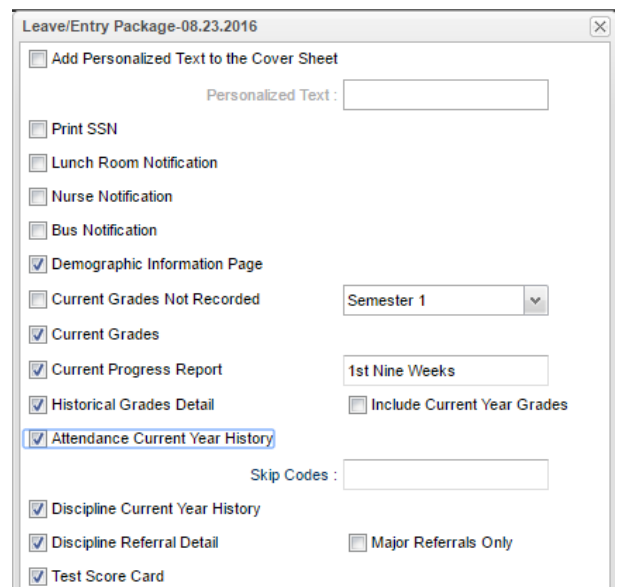 Leave/Entry Package-08.23.2016
Add Personalized Text to the Cover Sheet
Personalized Text :
Print SSN
Lunch Room Notification
Nurse Notification
Bus Notification
Demographic Information Page
Current Grades Not Recorded Semester 1
Current Grades
Current Progress Report 1st Nine Weeks
Historical Grades Detail Include Current Year Grades
Attendance Current Year History
Skip Codes :
Discipline Current Year History
Discipline Referral Detail Major Referrals Only
Test Score Card